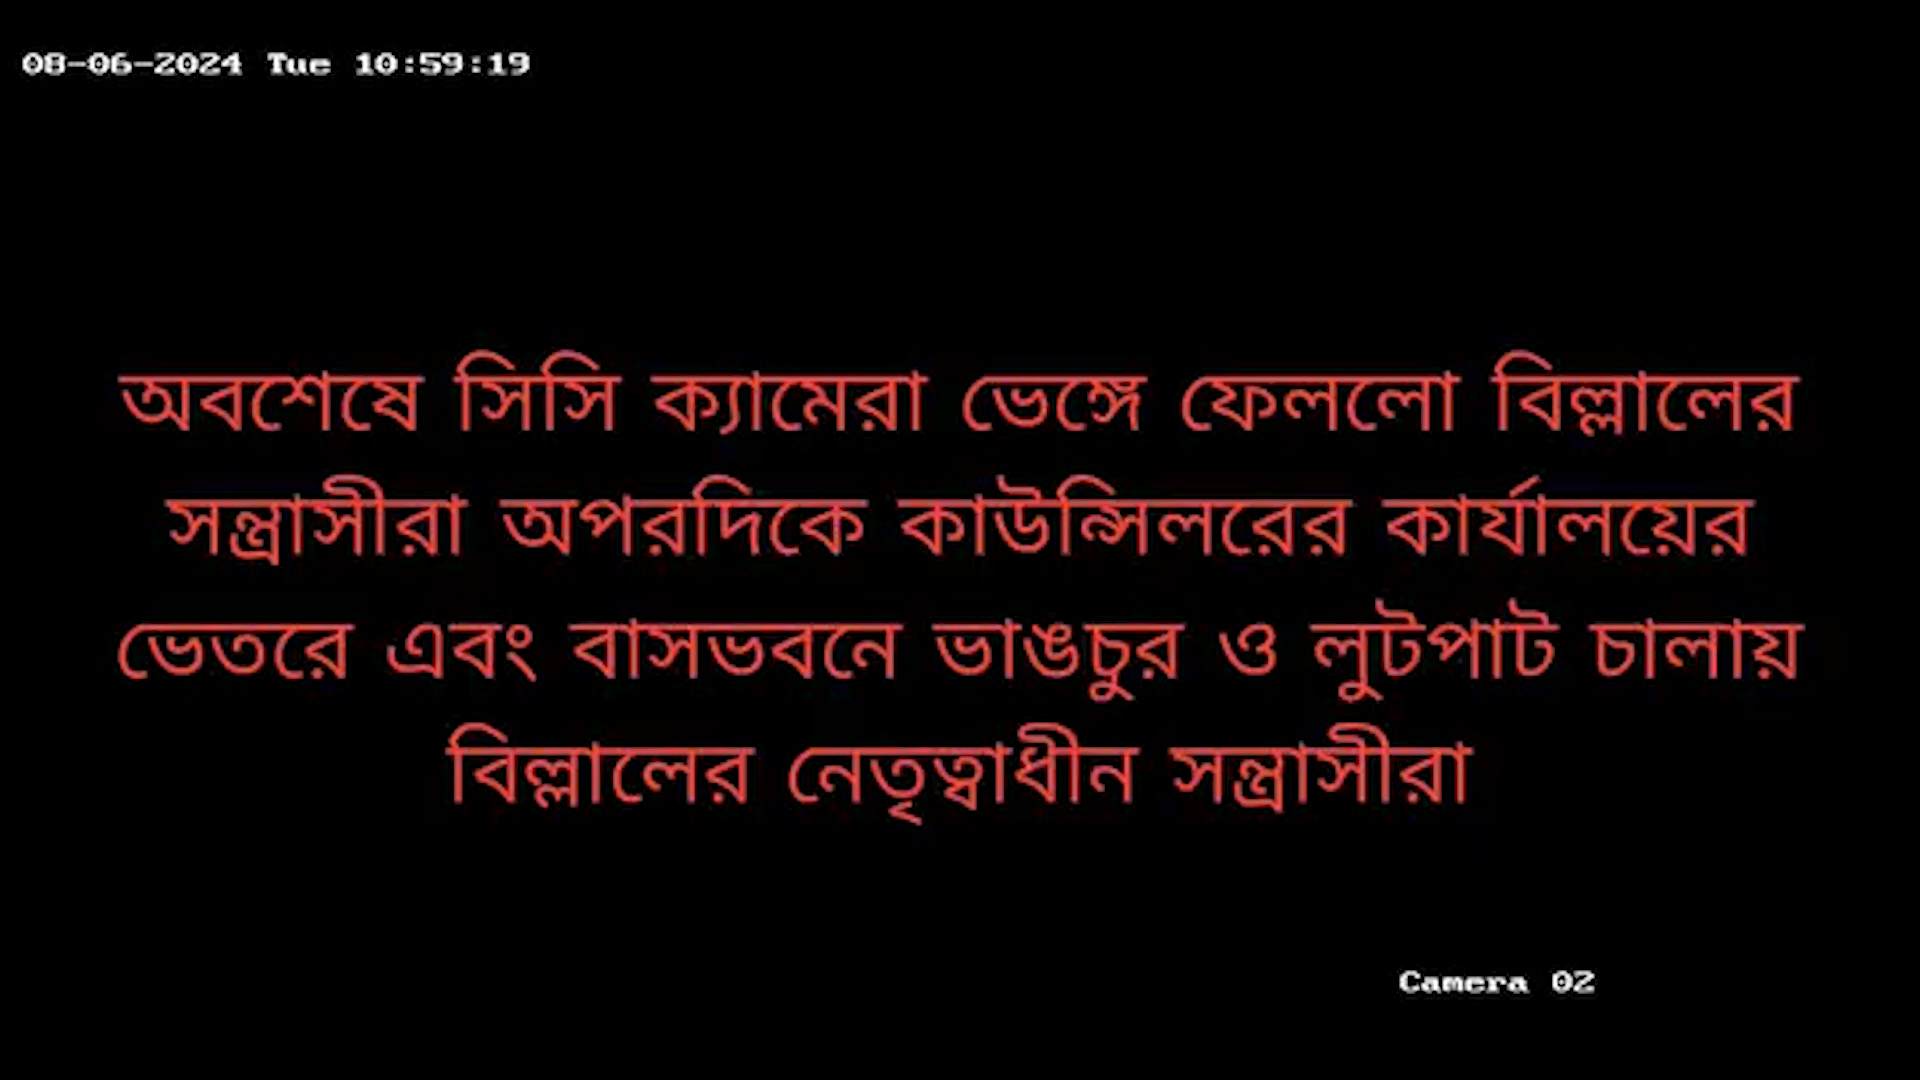 08-06-2024 Tue 10:59:19
অবশেষে সিসি ক্যামেরা ভেঙ্গে ফেললো বিল্লালের
সন্ত্রাসীরা অপরদিকে কাউন্সিলরের কার্যালয়ের
ভেতরে এবং বাসভবনে ভাঙচুর ও লুটপাট চালায়
বিল্লালের নেতৃত্বাধীন সন্ত্রাসীরা
Camera 02